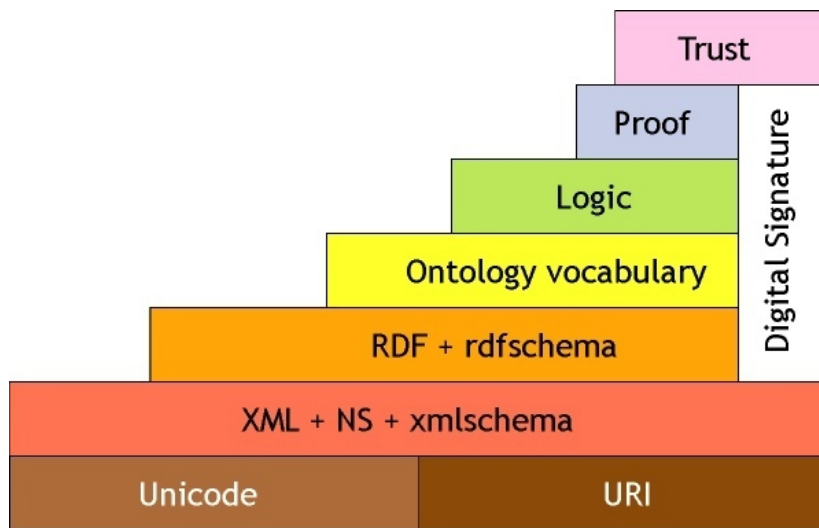 Trust
Proof
Digital Signature
Logic
Ontology vocabulary
RDF + rdfschema
XML + NS + xmlschema
Unicode
URI